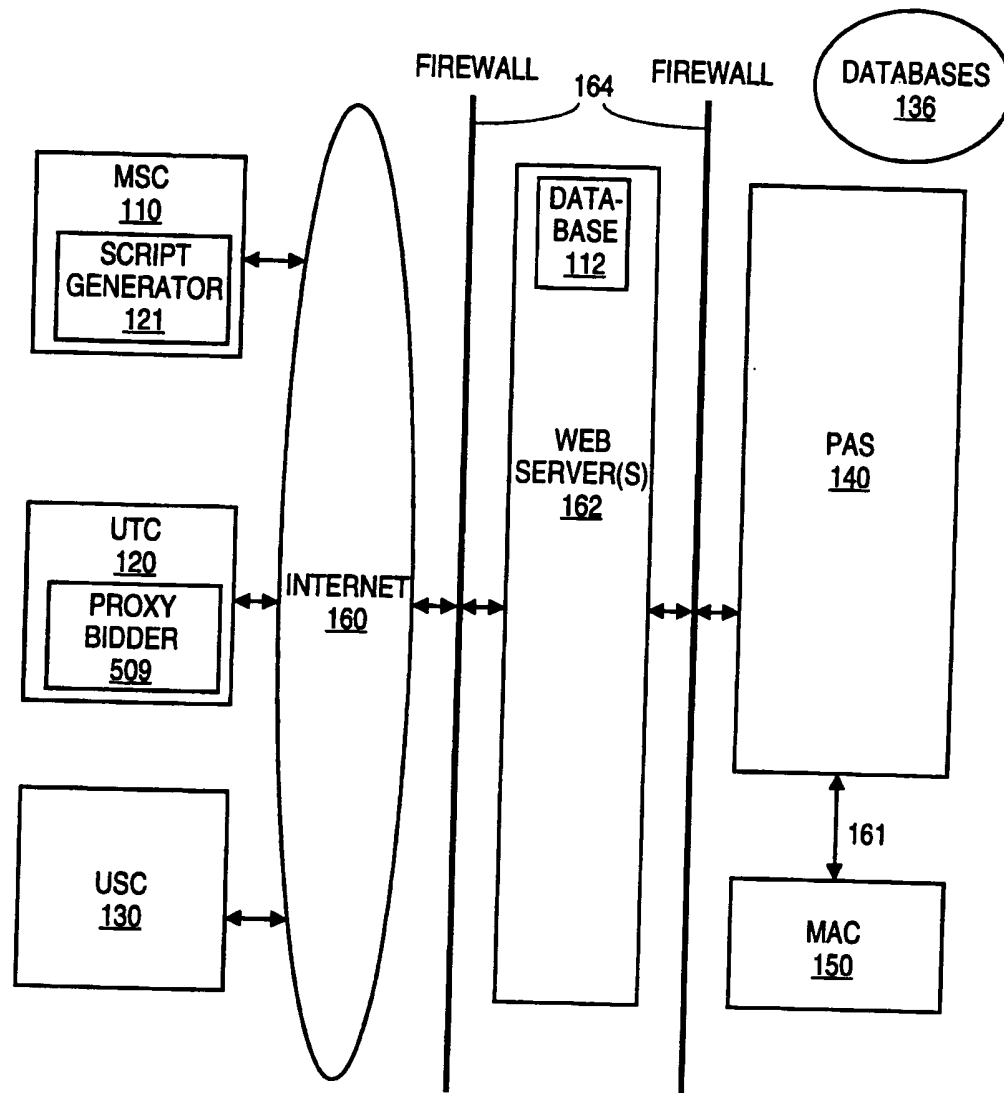 FIREWALL
164
FIREWALL
DATABASES
136
MSC
110
SCRIPT
GENERATOR
121
DATA-
BASE
112
WEB
SERVER(S)
162
PAS
140
UTC
120
PROXY
BIDDER
509
INTERNET
160
161
USC
130
MAC
150